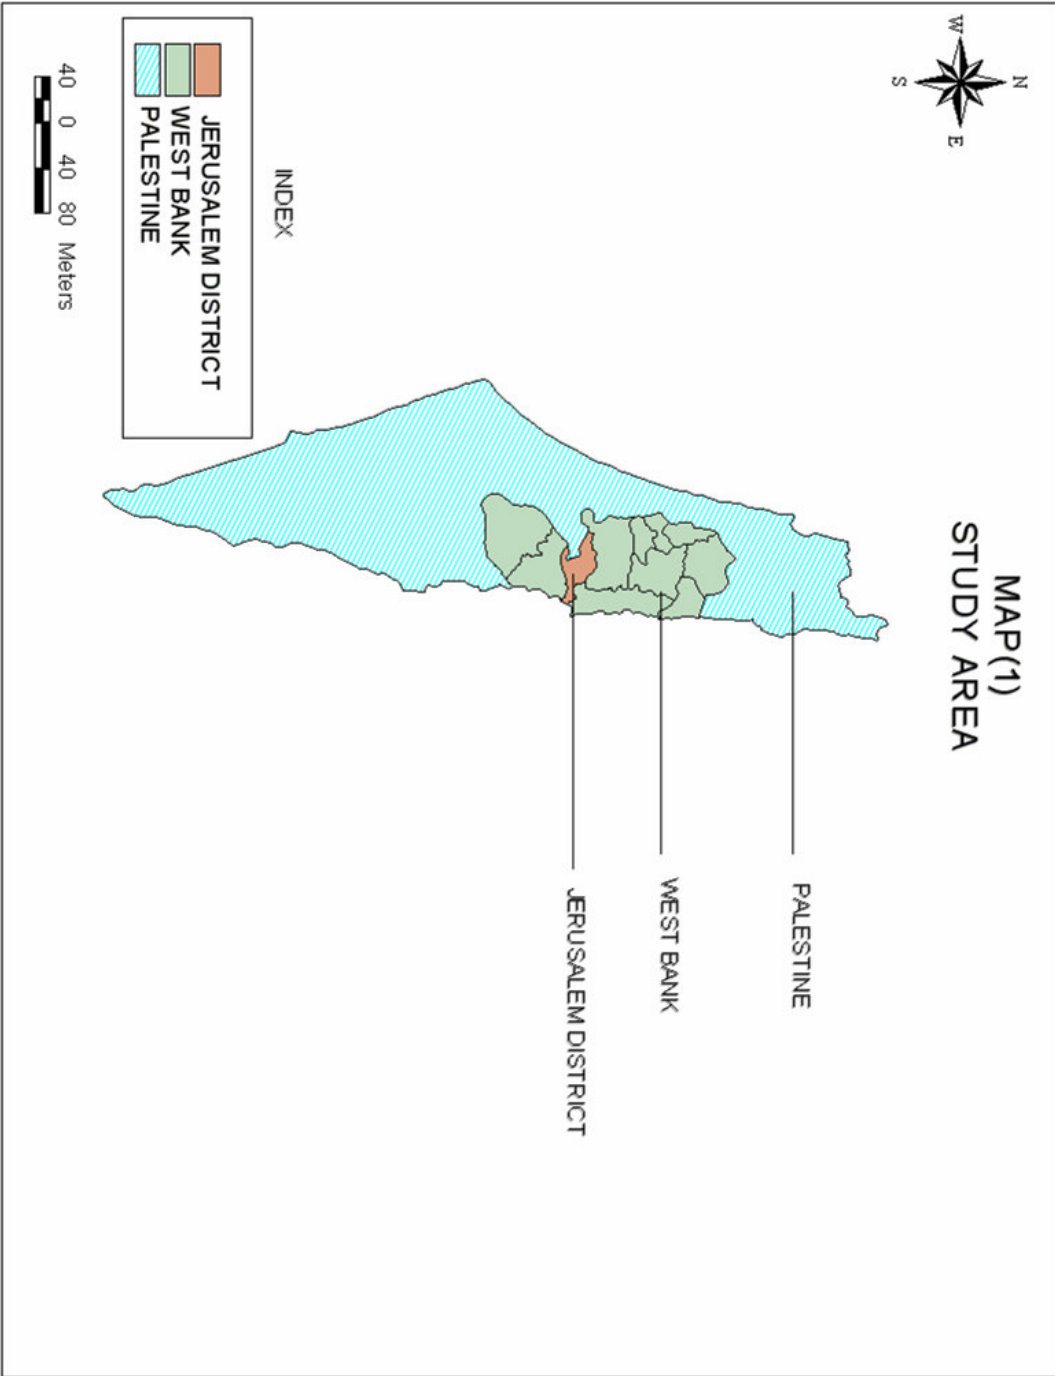 MAP(1)
STUDY AREA
N
W
E
S
PALESTINE
WEST BANK
JERUSALEM DISTRICT
INDEX
JERUSALEM DISTRICT
WEST BANK
PALESTINE
40 0 40 80 Meters